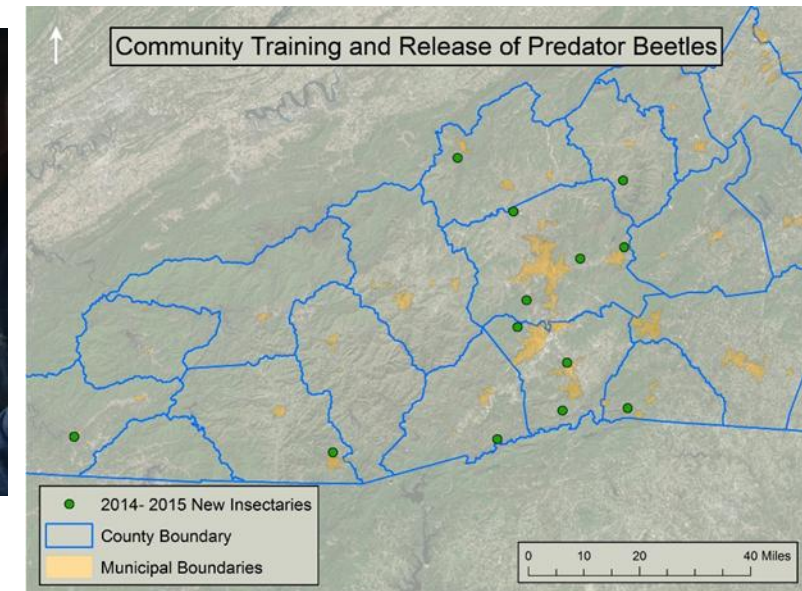 Community Training and Release of Predator Beetles
2014- 2015 New Insectaries
County Boundary
Municipal Boundaries
0 10 20 40 Miles